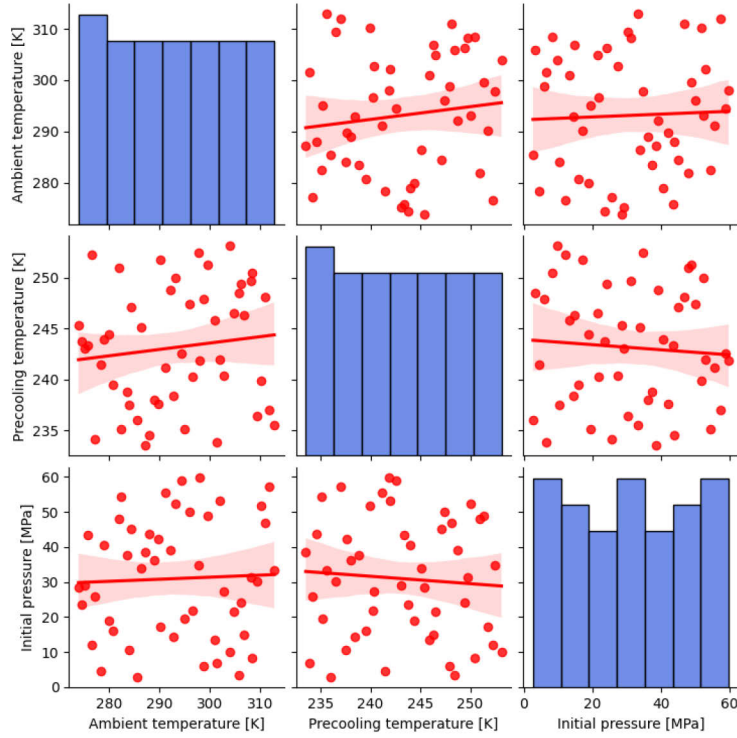 Ambient temperature [K]
310
300
290
280
Precooling temperature [K]
250
245
240
235
Initial pressure [MPa]
60
50
40
30
20
10
0
280 290 300 310
235 240 245 250
0 20 40 60
Ambient temperature [K] Precooling temperature [K] Initial pressure [MPa]